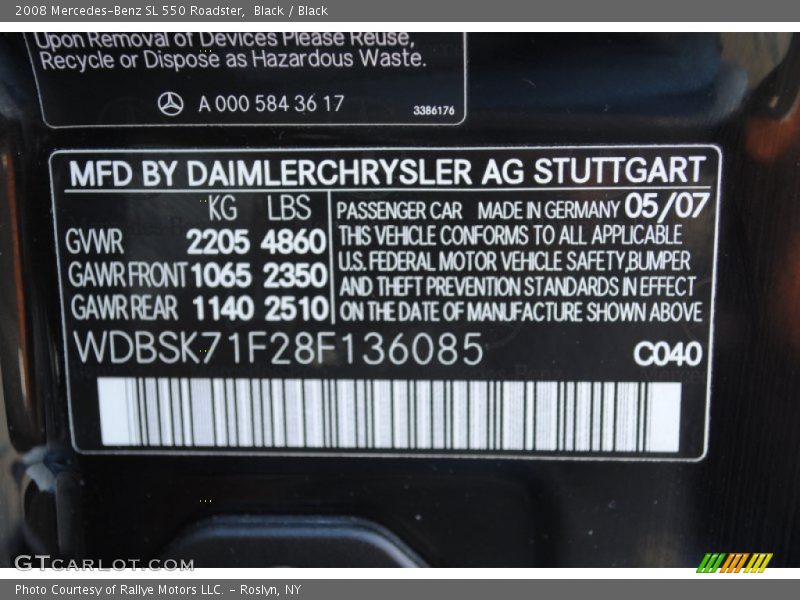 2008 Mercedes-Benz SL 550 Roadster, Black / Black
Upon Removal of Devices Please Reuse,
Recycle or Dispose as Hazardous Waste.
A 000 584 36 17 3386176
MFD BY DAIMLERCHRYSLER AG STUTTGART
KG LBS
GVWR 2205 4860
GAWR FRONT 1065 2350
GAWR REAR 1140 2510
PASSENGER CAR MADE IN GERMANY 05/07
THIS VEHICLE CONFORMS TO ALL APPLICABLE
U.S. FEDERAL MOTOR VEHICLE SAFETY,BUMPER
AND THEFT PREVENTION STANDARDS IN EFFECT
ON THE DATE OF MANUFACTURE SHOWN ABOVE
WDBSK71F28F136085 C040
GTCARLOT.COM
Photo Courtesy of Rallye Motors LLC. - Roslyn, NY